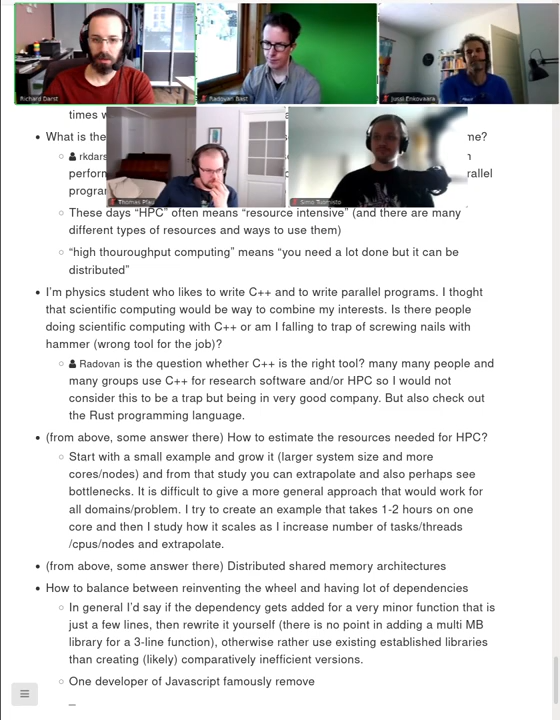 Richard Darst
Radovan Bast
Jussi Enkovaara
times w
What is the
me?
rkdars
perform
rallel
progran
Thomas Pfau
Simo Tuomisto
These days “HPC” often means “resource intensive” (and there are many
different types of resources and ways to use them)
“high thouroughput computing” means “you need a lot done but it can be
distributed”
I’m physics student who likes to write C++ and to write parallel programs. I thoght
that scientific computing would be way to combine my interests. Is there people
doing scientific computing with C++ or am I falling to trap of screwing nails with
hammer (wrong tool for the job)?
Radovan is the question whether C++ is the right tool? many many people and
many groups use C++ for research software and/or HPC so I would not
consider this to be a trap but being in very good company. But also check out
the Rust programming language.
(from above, some answer there) How to estimate the resources needed for HPC?
Start with a small example and grow it (larger system size and more
cores/nodes) and from that study you can extrapolate and also perhaps see
bottlenecks. It is difficult to give a more general approach that would work for
all domains/problem. I try to create an example that takes 1-2 hours on one
core and then I study how it scales as I increase number of tasks/threads
/cpus/nodes and extrapolate.
(from above, some answer there) Distributed shared memory architectures
How to balance between reinventing the wheel and having lot of dependencies
In general I’d say if the dependency gets added for a very minor function that is
just a few lines, then rewrite it yourself (there is no point in adding a multi MB
library for a 3-line function), otherwise rather use existing established libraries
than creating (likely) comparatively inefficient versions.
One developer of Javascript famously remove